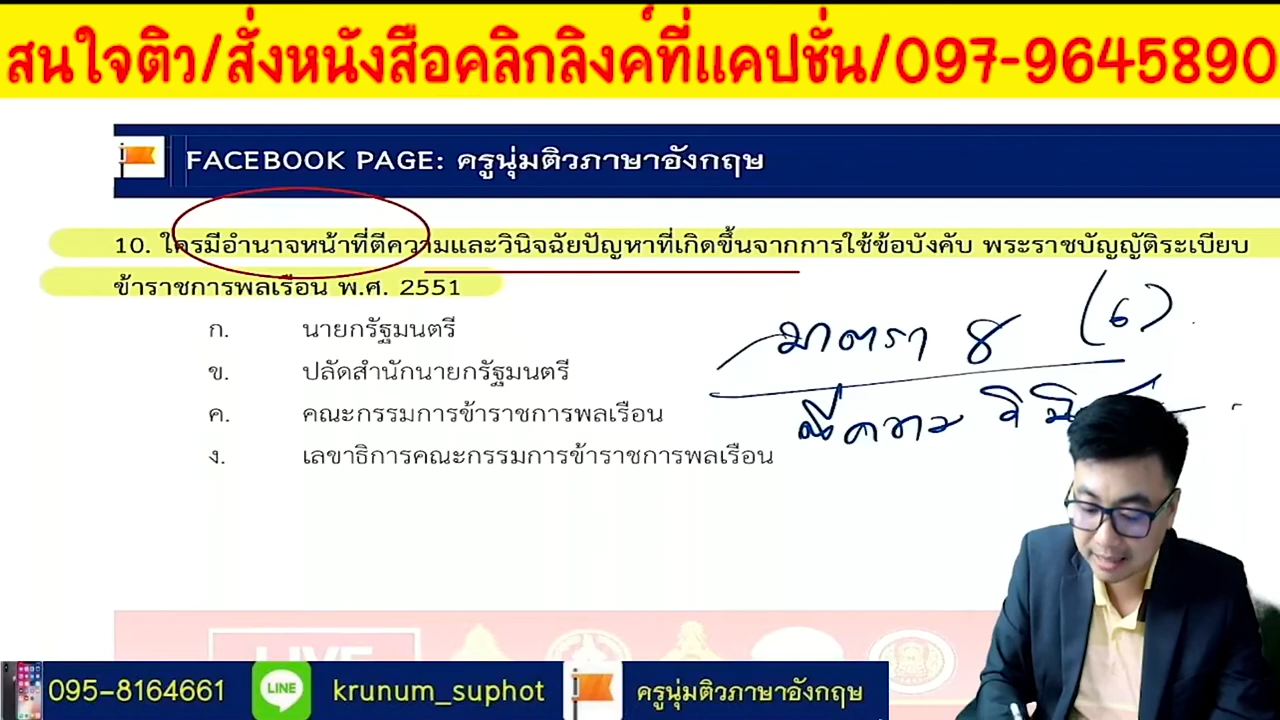 สนใจติว/สั่งหนังสือคลิกลิงค์ที่แคปชั่น/097-9645890
FACEBOOK PAGE: ครูนุ่มติวภาษาอังกฤษ
10. ใครมีอำนาจหน้าที่ตีความและวินิจฉัยปัญหาที่เกิดขึ้นจากการใช้ข้อบังคับ พระราชบัญญัติระเบียบ
ข้าราชการพลเรือน พ.ศ. 2551
ก. นายกรัฐมนตรี
ข. ปลัดสำนักนายกรัฐมนตรี
ค. คณะกรรมการข้าราชการพลเรือน
ง. เลขาธิการคณะกรรมการข้าราชการพลเรือน
มาตรา 8 (6)
ตีความ วินิ
LIVE
095-8164661
LINE
krunum_suphot
ครูนุ่มติวภาษาอังกฤษ